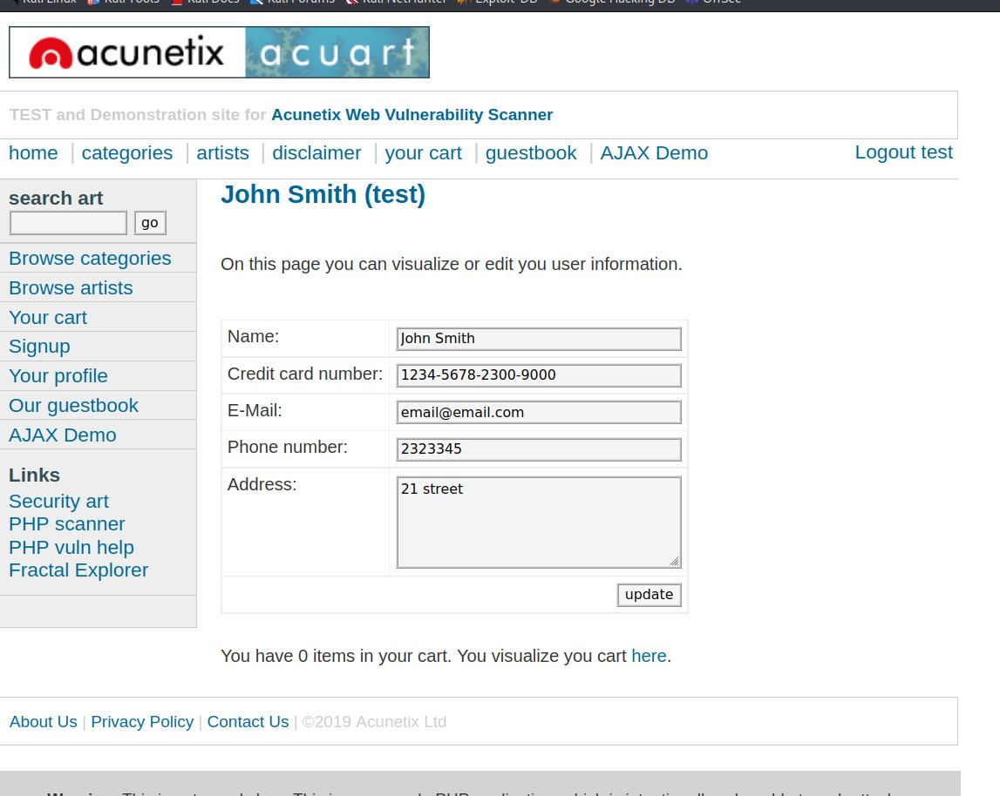 Kali Linux Kali Tools Kali Docs Kali Forums Kali NetHunter Exploit-DB Google Hacking DB OffSec
acunetix acuart
TEST and Demonstration site for Acunetix Web Vulnerability Scanner
home | categories | artists | disclaimer | your cart | guestbook | AJAX Demo Logout test
search art
go
Browse categories
Browse artists
Your cart
Signup
Your profile
Our guestbook
AJAX Demo
Links
Security art
PHP scanner
PHP vuln help
Fractal Explorer
John Smith (test)
On this page you can visualize or edit you user information.
Name: John Smith
Credit card number: 1234-5678-2300-9000
E-Mail: email@email.com
Phone number: 2323345
Address: 21 street
update
You have 0 items in your cart. You visualize you cart here.
About Us | Privacy Policy | Contact Us | ©2019 Acunetix Ltd